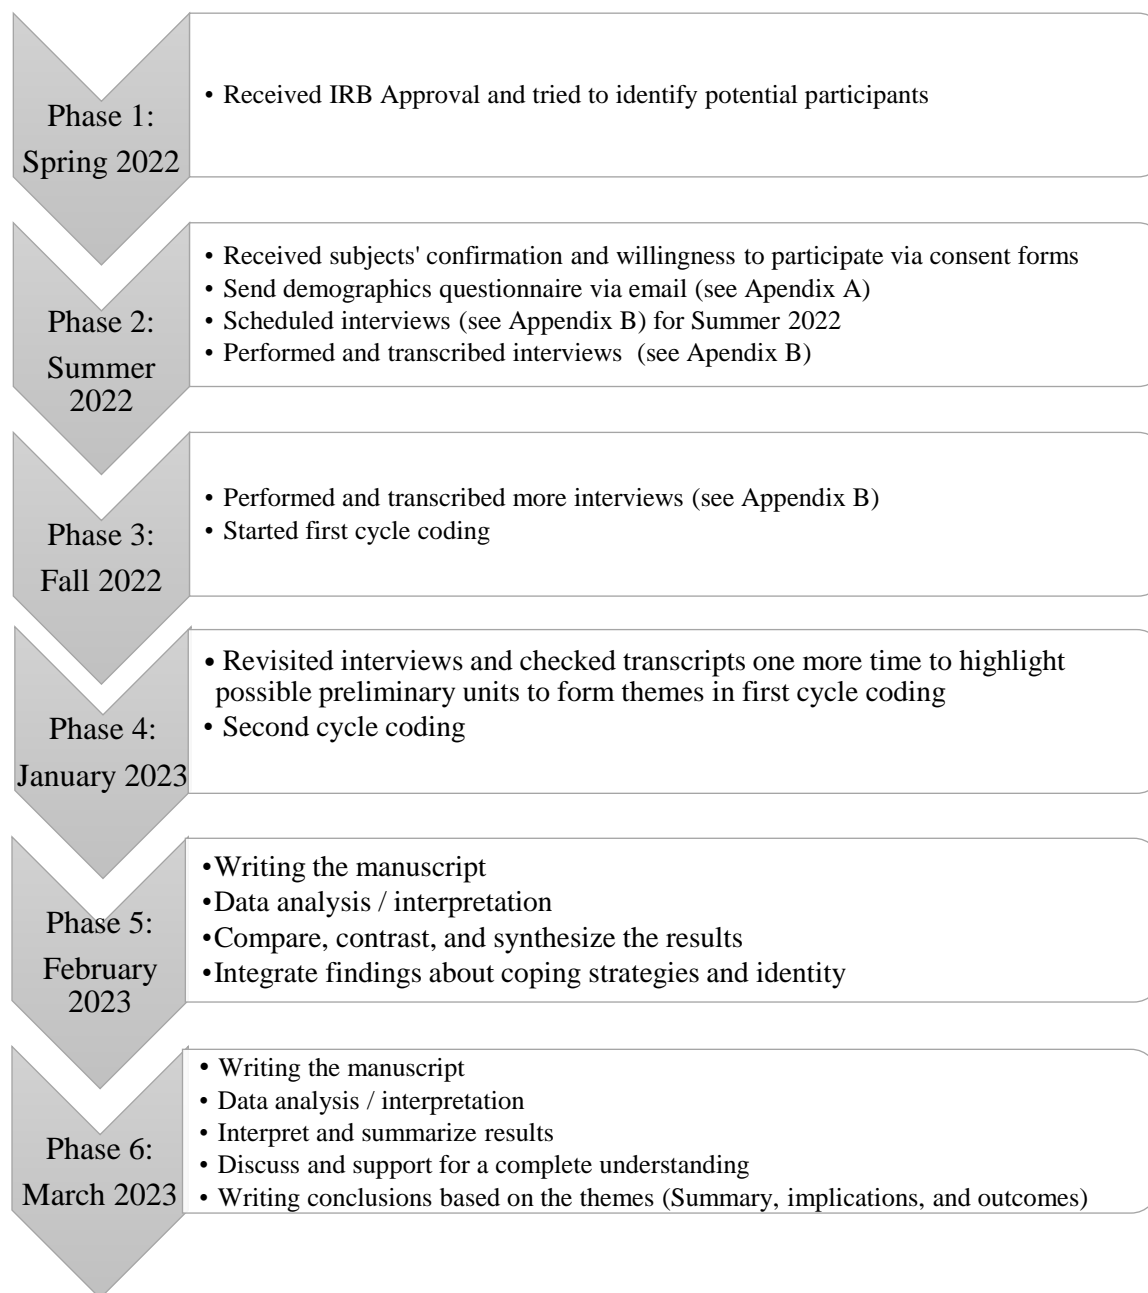 Phase 1:
Spring 2022
• Received IRB Approval and tried to identify potential participants
Phase 2:
Summer
2022
• Received subjects' confirmation and willingness to participate via consent forms
• Send demographics questionnaire via email (see Apendix A)
• Scheduled interviews (see Appendix B) for Summer 2022
• Performed and transcribed interviews (see Apendix B)
Phase 3:
Fall 2022
• Performed and transcribed more interviews (see Appendix B)
• Started first cycle coding
Phase 4:
January 2023
• Revisited interviews and checked transcripts one more time to highlight
possible preliminary units to form themes in first cycle coding
• Second cycle coding
Phase 5:
February
2023
•Writing the manuscript
•Data analysis / interpretation
•Compare, contrast, and synthesize the results
•Integrate findings about coping strategies and identity
Phase 6:
March 2023
• Writing the manuscript
• Data analysis / interpretation
• Interpret and summarize results
• Discuss and support for a complete understanding
• Writing conclusions based on the themes (Summary, implications, and outcomes)